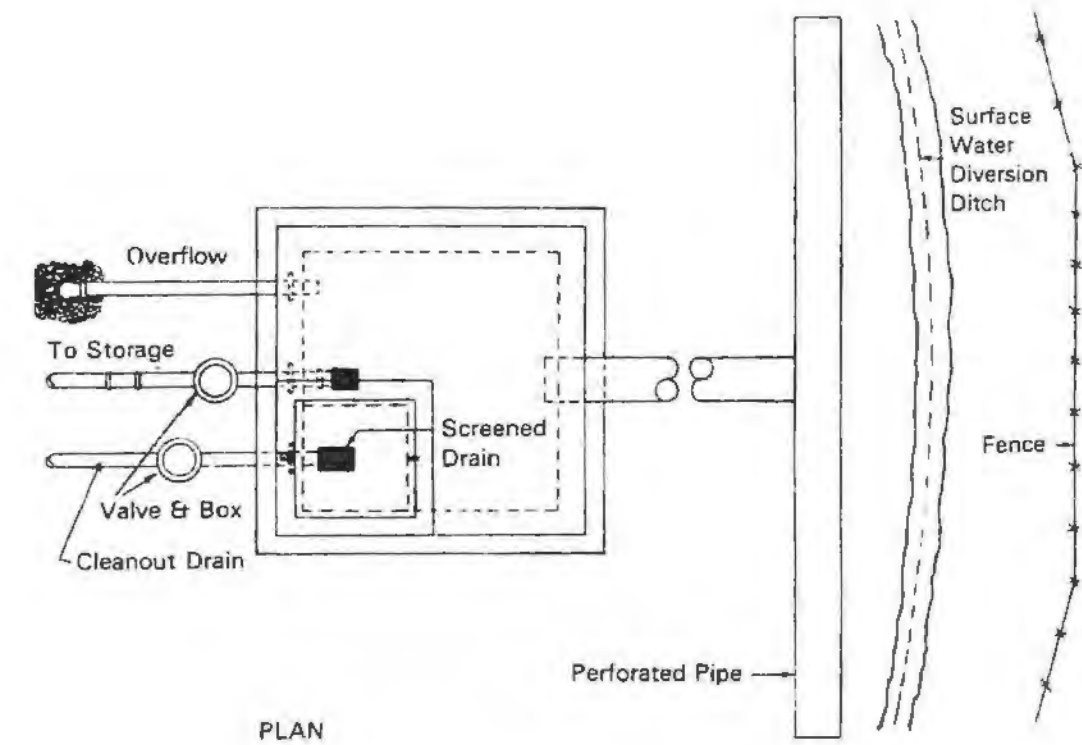 Surface
Water
Diversion
Ditch
Overflow
To Storage
Screened
Drain
Fence
Valve & Box
Cleanout Drain
Perforated Pipe
PLAN